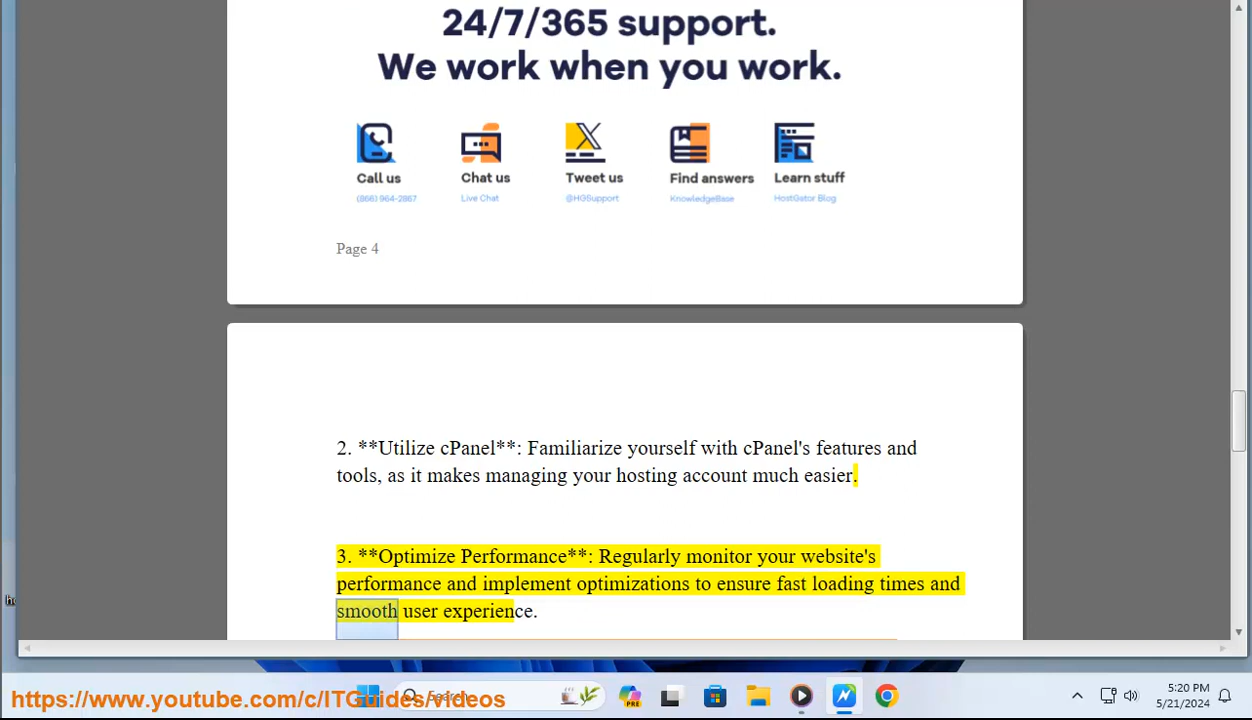 24/7/365 support.
We work when you work.
Call us
Chat us
Tweet us
Find answers
Learn stuff
(866) 964-2867
Live Chat
@HGSupport
KnowledgeBase
HostGator Blog
Page 4
2. **Utilize cPanel**: Familiarize yourself with cPanel's features and
tools, as it makes managing your hosting account much easier.
3. **Optimize Performance**: Regularly monitor your website's
performance and implement optimizations to ensure fast loading times and
smooth user experience.
https://www.youtube.com/c/ITGuides/videos
PRE
5:20 PM
5/21/2024